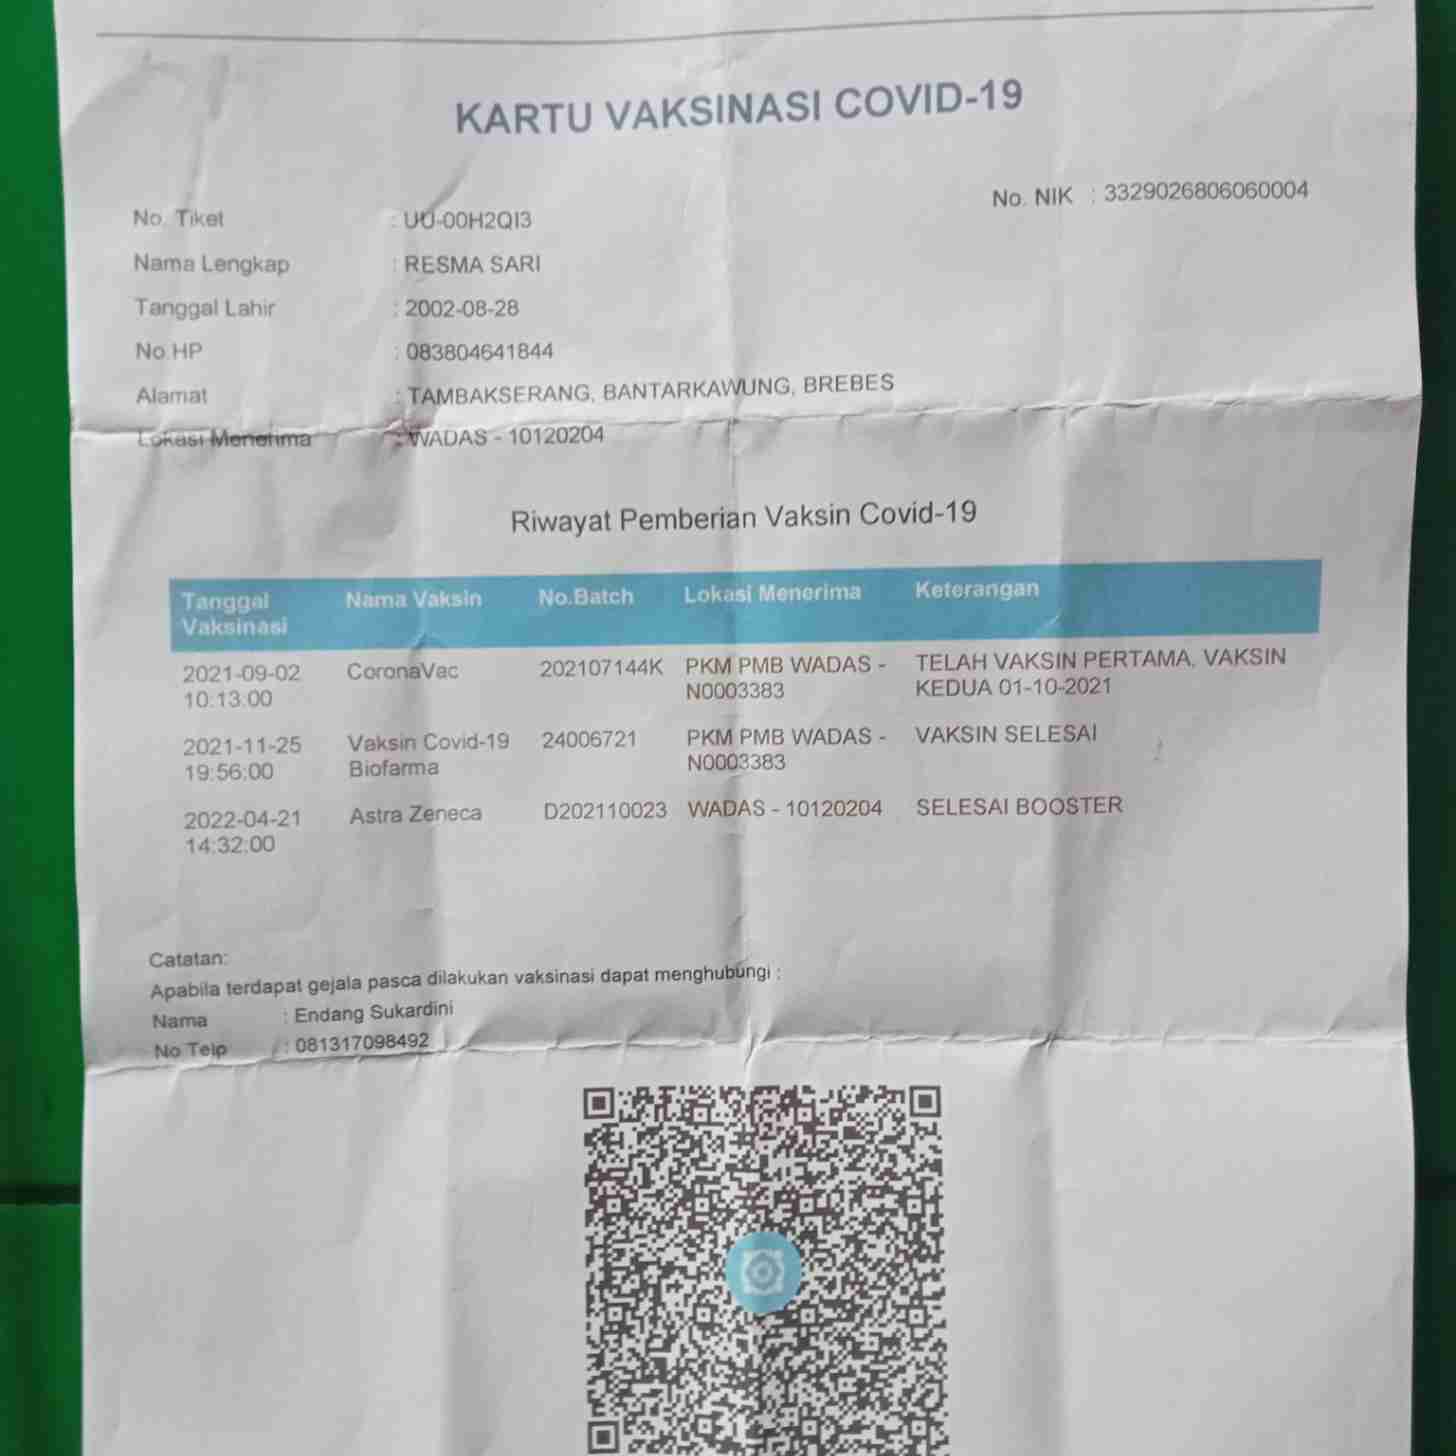 KARTU VAKSINASI COVID-19
No. NIK : 3329026806060004
No. Tiket : UU-00H2QI3
Nama Lengkap : RESMA SARI
Tanggal Lahir : 2002-08-28
No.HP : 083804641844
Alamat : TAMBAKSERANG, BANTARKAWUNG, BREBES
Lokasi Menerima : WADAS - 10120204
Riwayat Pemberian Vaksin Covid-19
Tanggal Vaksinasi Nama Vaksin No.Batch Lokasi Menerima Keterangan
2021-09-02 CoronaVac 202107144K PKM PMB WADAS - TELAH VAKSIN PERTAMA, VAKSIN
10:13:00 N0003383 KEDUA 01-10-2021
2021-11-25 Vaksin Covid-19 24006721 PKM PMB WADAS - VAKSIN SELESAI
19:56:00 Biofarma N0003383
2022-04-21 Astra Zeneca D202110023 WADAS - 10120204 SELESAI BOOSTER
14:32:00
Catatan:
Apabila terdapat gejala pasca dilakukan vaksinasi dapat menghubungi :
Nama : Endang Sukardini
No Telp : 081317098492